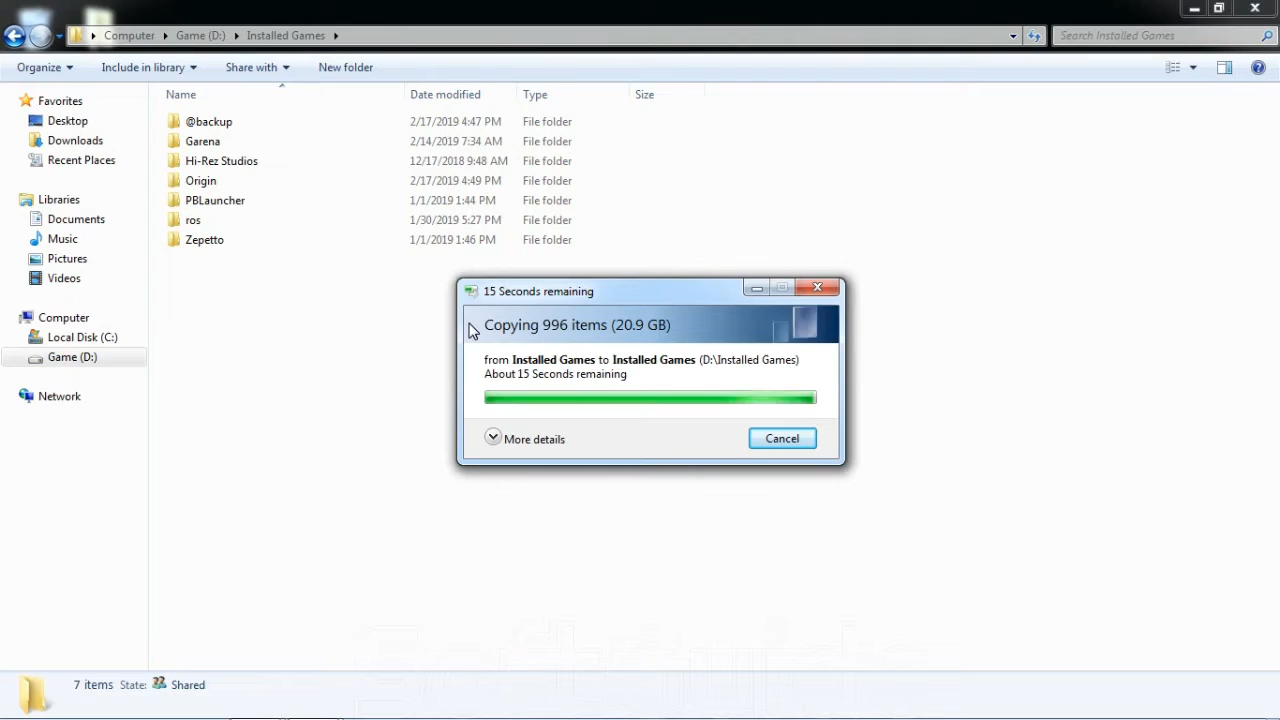 Computer Game (D:) Installed Games
Search Installed Games
Organize Include in library Share with New folder
Name Date modified Type Size
Favorites
Desktop
Downloads
Recent Places
Libraries
Documents
Music
Pictures
Videos
Computer
Local Disk (C:)
Game (D:)
Network
@backup 2/17/2019 4:47 PM File folder
Garena 2/14/2019 7:34 AM File folder
Hi-Rez Studios 12/17/2018 9:48 AM File folder
Origin 2/17/2019 4:49 PM File folder
PBLauncher 1/1/2019 1:44 PM File folder
ros 1/30/2019 5:27 PM File folder
Zepetto 1/1/2019 1:46 PM File folder
15 Seconds remaining
Copying 996 items (20.9 GB)
from Installed Games to Installed Games (D:\Installed Games)
About 15 Seconds remaining
More details
Cancel
7 items State: Shared